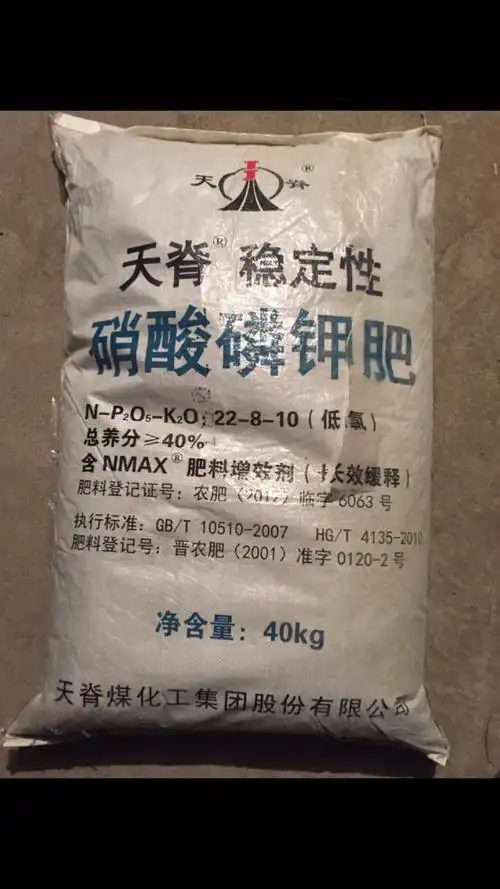 天脊®
天脊® 稳定性
硝酸磷钾肥
N-P₂O₅-K₂O: 22-8-10(低氯)
总养分≥40%
含NMAX®肥料增效剂(长效缓释)
肥料登记证号:农肥(2012)临字6063号
执行标准:GB/T 10510-2007 HG/T 4135-2010
肥料登记号:晋农肥(2001)准字0120-2号
净含量:40kg
天脊煤化工集团股份有限公司